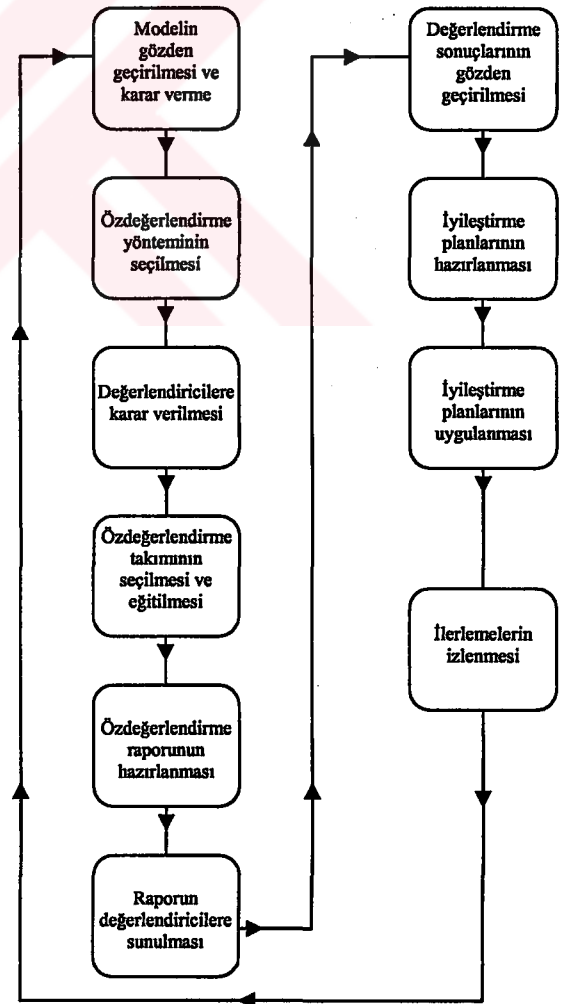 Modelin
gözden
geçirilmesi ve
karar verme
Özdeğerlendirme
yönteminin
seçilmesi
Değerlendiricilere
karar verilmesi
Özdeğerlendirme
takımının
seçilmesi ve
eğitilmesi
Özdeğerlendirme
raporunun
hazırlanması
Raporun
değerlendiricilere
sunulması
Değerlendirme
sonuçlarının
gözden
geçirilmesi
İyileştirme
planlarının
hazırlanması
İyileştirme
planlarının
uygulanması
İlerlemelerin
izlenmesi